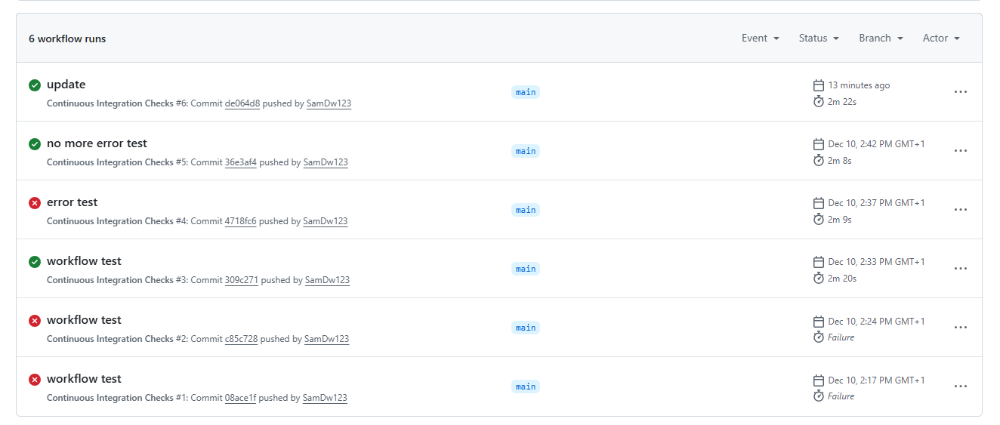 6 workflow runs
Event Status Branch Actor
update
Continuous Integration Checks #6: Commit de064d8 pushed by SamDw123
main
13 minutes ago
2m 22s
no more error test
Continuous Integration Checks #5: Commit 36e3af4 pushed by SamDw123
main
Dec 10, 2:42 PM GMT+1
2m 8s
error test
Continuous Integration Checks #4: Commit 4718fc6 pushed by SamDw123
main
Dec 10, 2:37 PM GMT+1
2m 9s
workflow test
Continuous Integration Checks #3: Commit 309c271 pushed by SamDw123
main
Dec 10, 2:33 PM GMT+1
2m 20s
workflow test
Continuous Integration Checks #2: Commit c85c728 pushed by SamDw123
main
Dec 10, 2:24 PM GMT+1
Failure
workflow test
Continuous Integration Checks #1: Commit 08ace1f pushed by SamDw123
main
Dec 10, 2:17 PM GMT+1
Failure